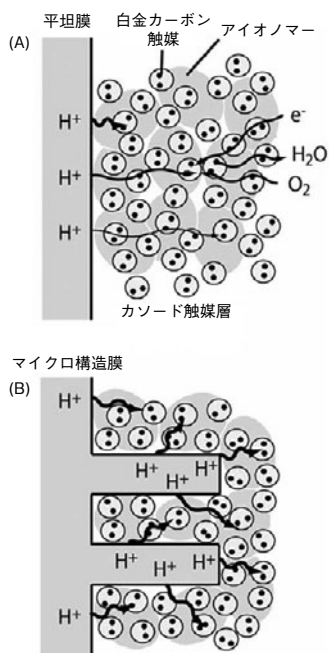 平坦膜
白金カーボン
触媒
アイオノマー
(A)
H⁺
e⁻
H₂O
H⁺
O₂
H⁺
カソード触媒層
マイクロ構造膜
(B)
H⁺
H⁺
H⁺
H⁺
H⁺
H⁺
H⁺